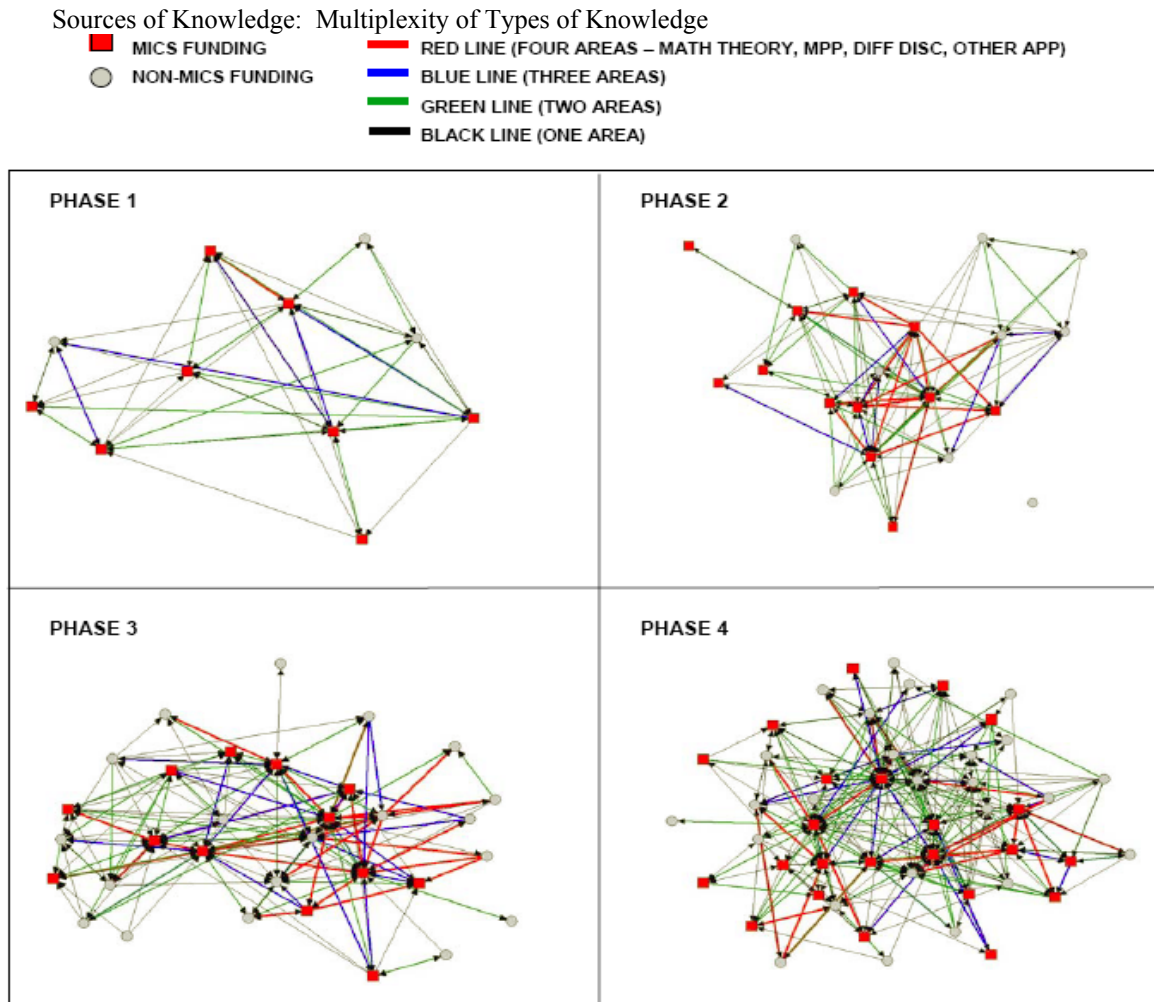 Sources of Knowledge:  Multiplexity of Types of Knowledge
MICS FUNDING
NON-MICS FUNDING
RED LINE (FOUR AREAS – MATH THEORY, MPP, DIFF DISC, OTHER APP)
BLUE LINE (THREE AREAS)
GREEN LINE (TWO AREAS)
BLACK LINE (ONE AREA)
PHASE 1
PHASE 2
PHASE 3
PHASE 4